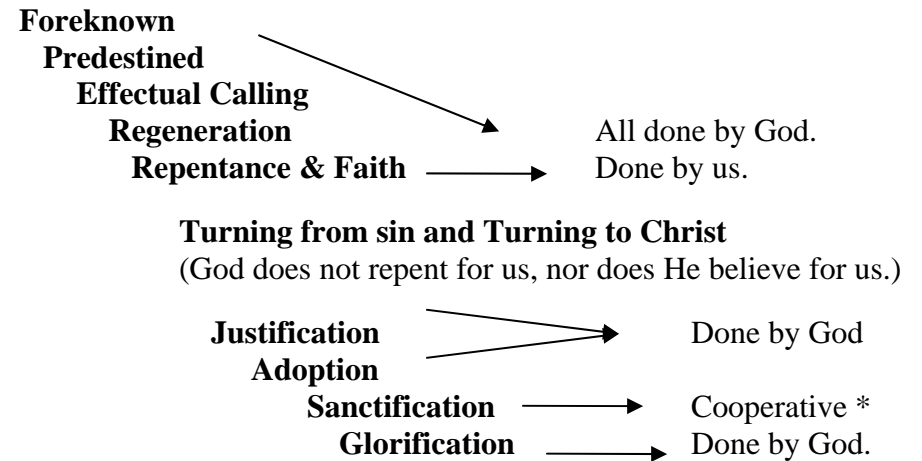 Foreknown
Predestined
Effectual Calling
Regeneration All done by God.
Repentance & Faith Done by us.
Turning from sin and Turning to Christ
(God does not repent for us, nor does He believe for us.)
Justification Done by God
Adoption
Sanctification Cooperative *
Glorification Done by God.